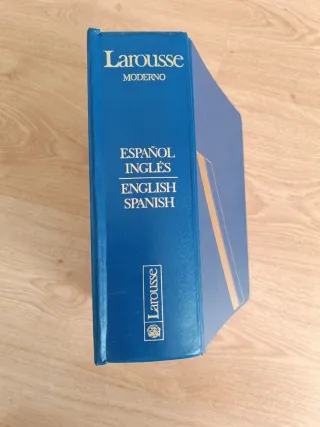 Larousse
MODERNO
ESPAÑOL
INGLÉS
ENGLISH
SPANISH
Larousse